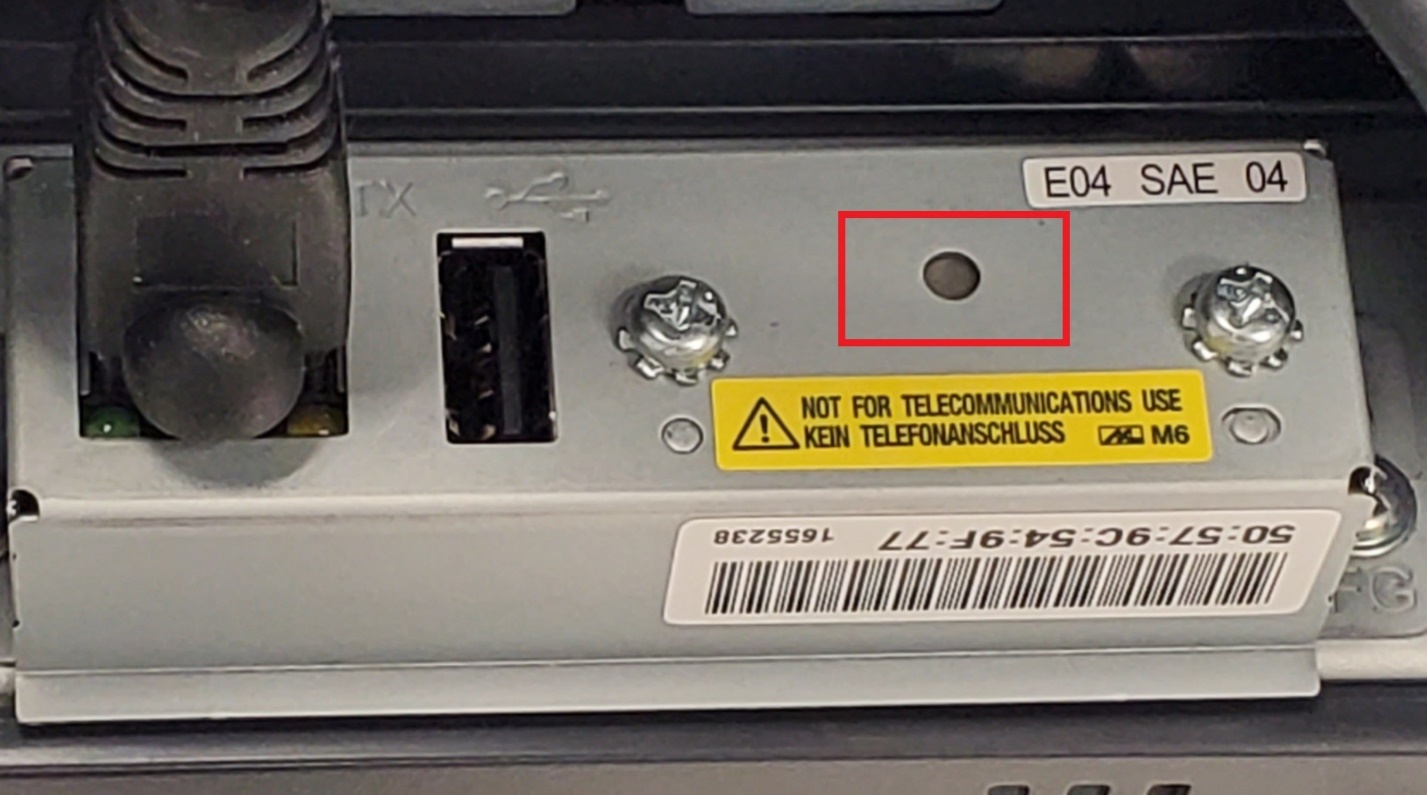 TX
E04 SAE 04
NOT FOR TELECOMMUNICATIONS USE
KEIN TELEFONANSCHLUSS M6
50:57:9C:54:9F:77 1655238
FG